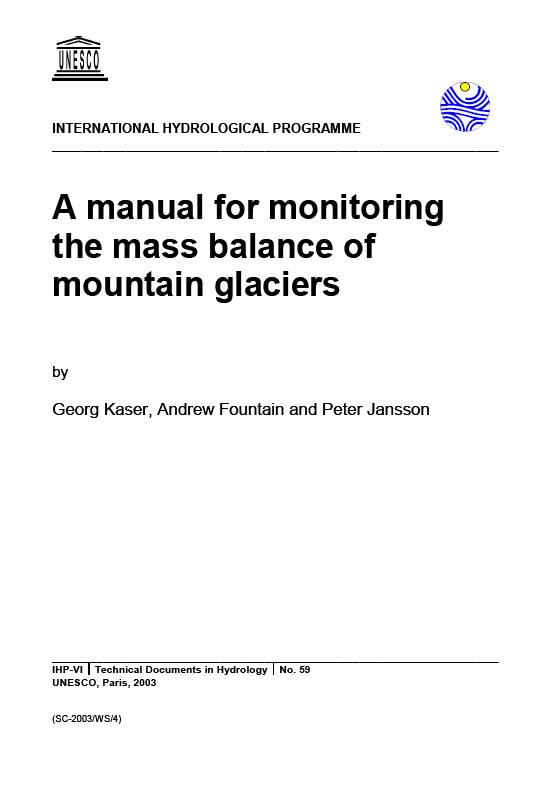 UNESCO
INTERNATIONAL HYDROLOGICAL PROGRAMME
A manual for monitoring
the mass balance of
mountain glaciers
by
Georg Kaser, Andrew Fountain and Peter Jansson
IHP-VI | Technical Documents in Hydrology | No. 59
UNESCO, Paris, 2003
(SC-2003/WS/4)